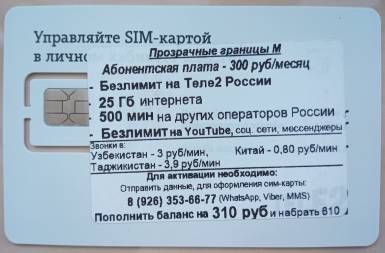 Управляйте SIM-картой
в личном
Прозрачные границы М
Абонентская плата - 300 руб/месяц
- Безлимит на Теле2 России
- 25 Гб интернета
- 500 мин на других операторов России
- Безлимит на YouTube, соц. сети, мессенджеры
Звонки в:
Узбекистан - 3 руб/мин, Китай - 0,80 руб/мин
Таджикистан - 3,9 руб/мин
Для активации необходимо:
Отправить данные, для оформления сим-карты:
8 (926) 353-66-77 (WhatsApp, Viber, MMS)
Пополнить баланс на 310 руб и набрать 610